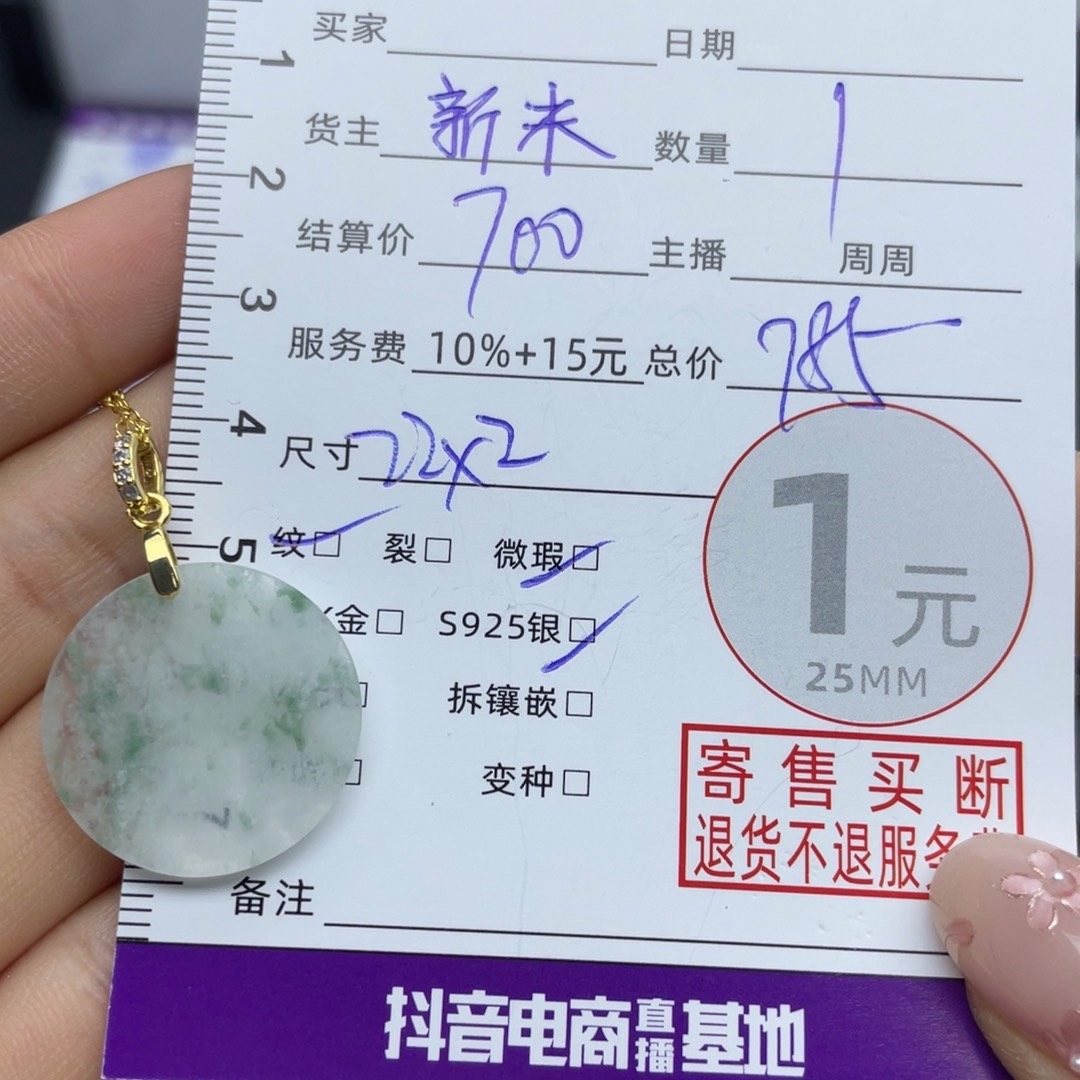 买家 日期
1
货主 新未 数量 1
2
结算价 700 主播 周周
3
服务费 10%+15元 总价 785
4
尺寸 22x2
5
纹□ 裂□ 微瑕□
金□ S925银□
拆镶嵌□
变种□
1元
25MM
寄售买断
退货不退服务
备注
抖音电商直播基地